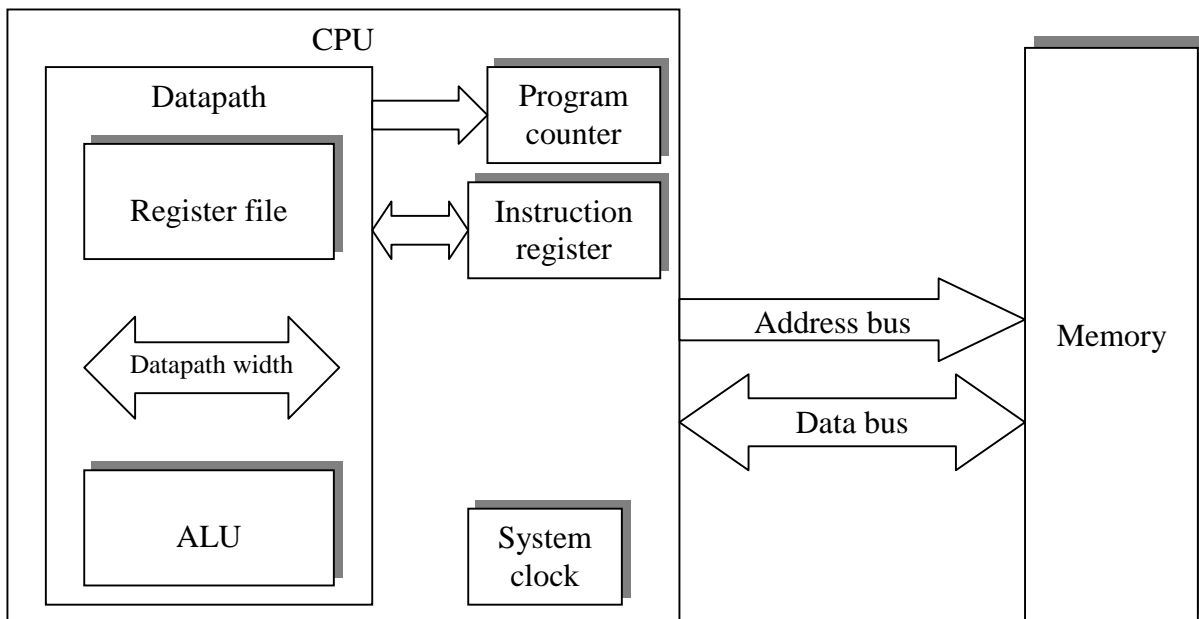 CPU
Datapath
Program
counter
Register file
Instruction
register
Address bus
Memory
Datapath width
Data bus
ALU
System
clock